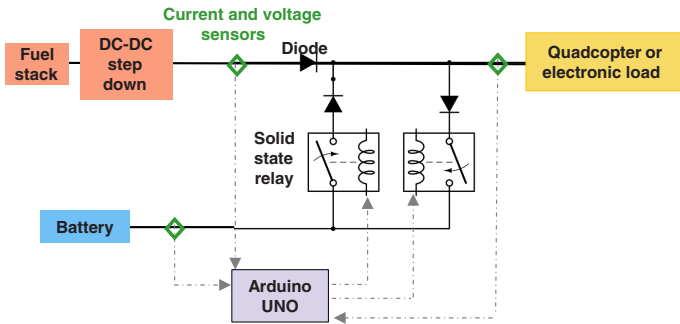 Current and voltage
sensors
Fuel
stack
DC-DC
step
down
Diode
Quadcopter or
electronic load
Solid
state
relay
Battery
Arduino
UNO